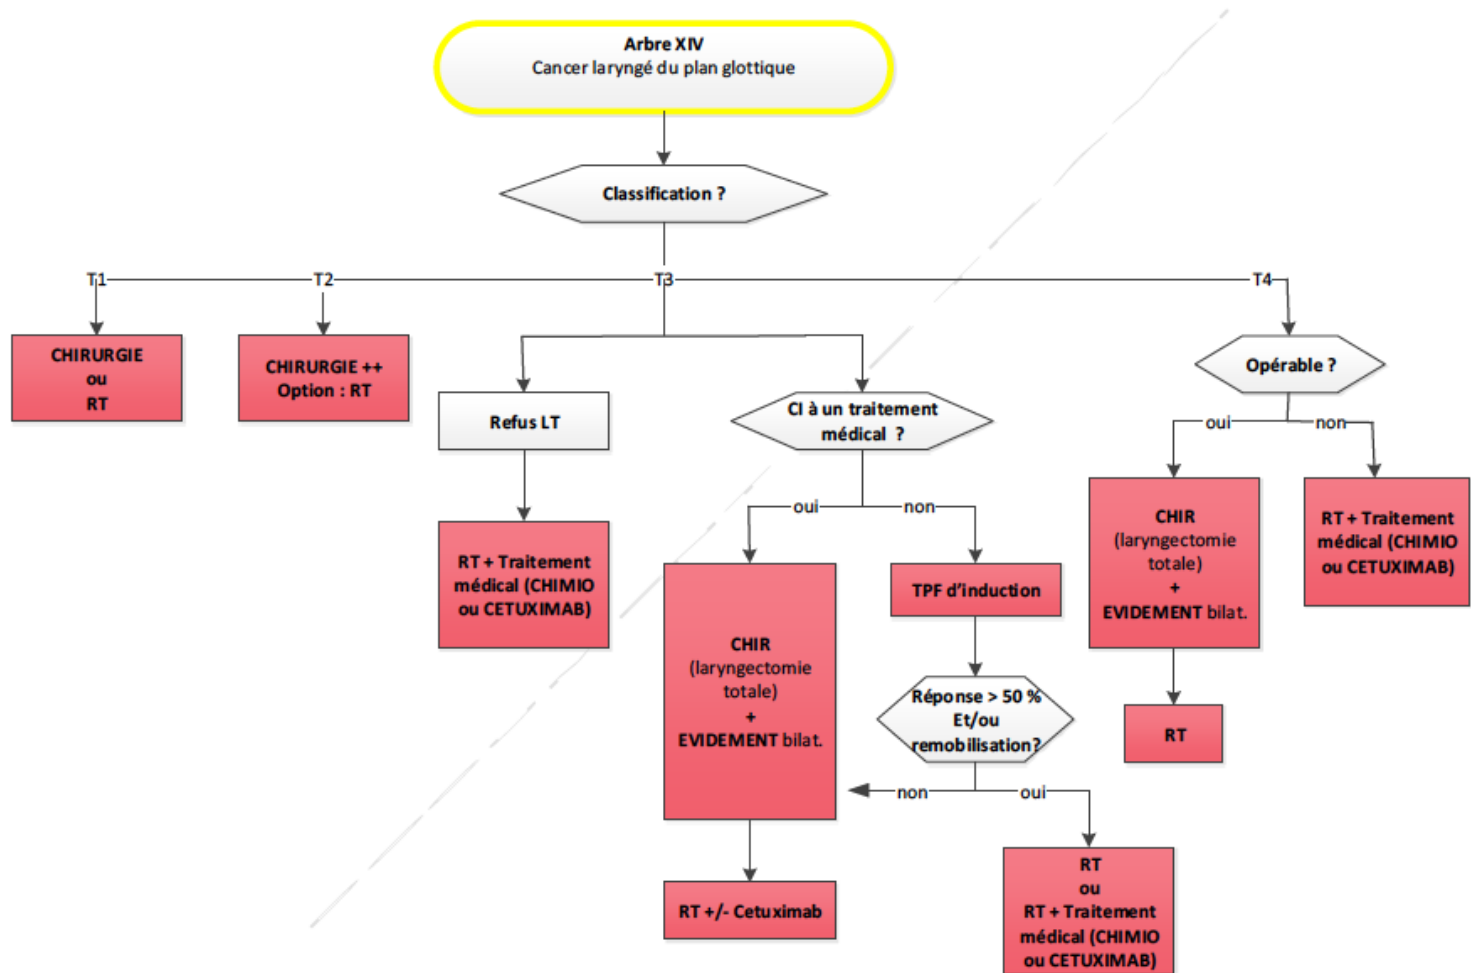 Arbre XIV
Cancer laryngé du plan glottique
Classification ?
T1
T2
T3
T4
CHIRURGIE
ou
RT
CHIRURGIE ++
Option : RT
Refus LT
RT + Traitement
médical (CHIMIO
ou CETUXIMAB)
CI à un traitement
médical ?
oui
non
CHIR
(laryngectomie
totale)
+
EVIDEMENT bilat.
RT +/- Cetuximab
TPF d'induction
Réponse > 50 %
Et/ou
remobilisation?
non
oui
RT
ou
RT + Traitement
médical (CHIMIO
ou CETUXIMAB)
Opérable ?
oui
non
CHIR
(laryngectomie
totale)
+
EVIDEMENT bilat.
RT
RT + Traitement
médical (CHIMIO
ou CETUXIMAB)